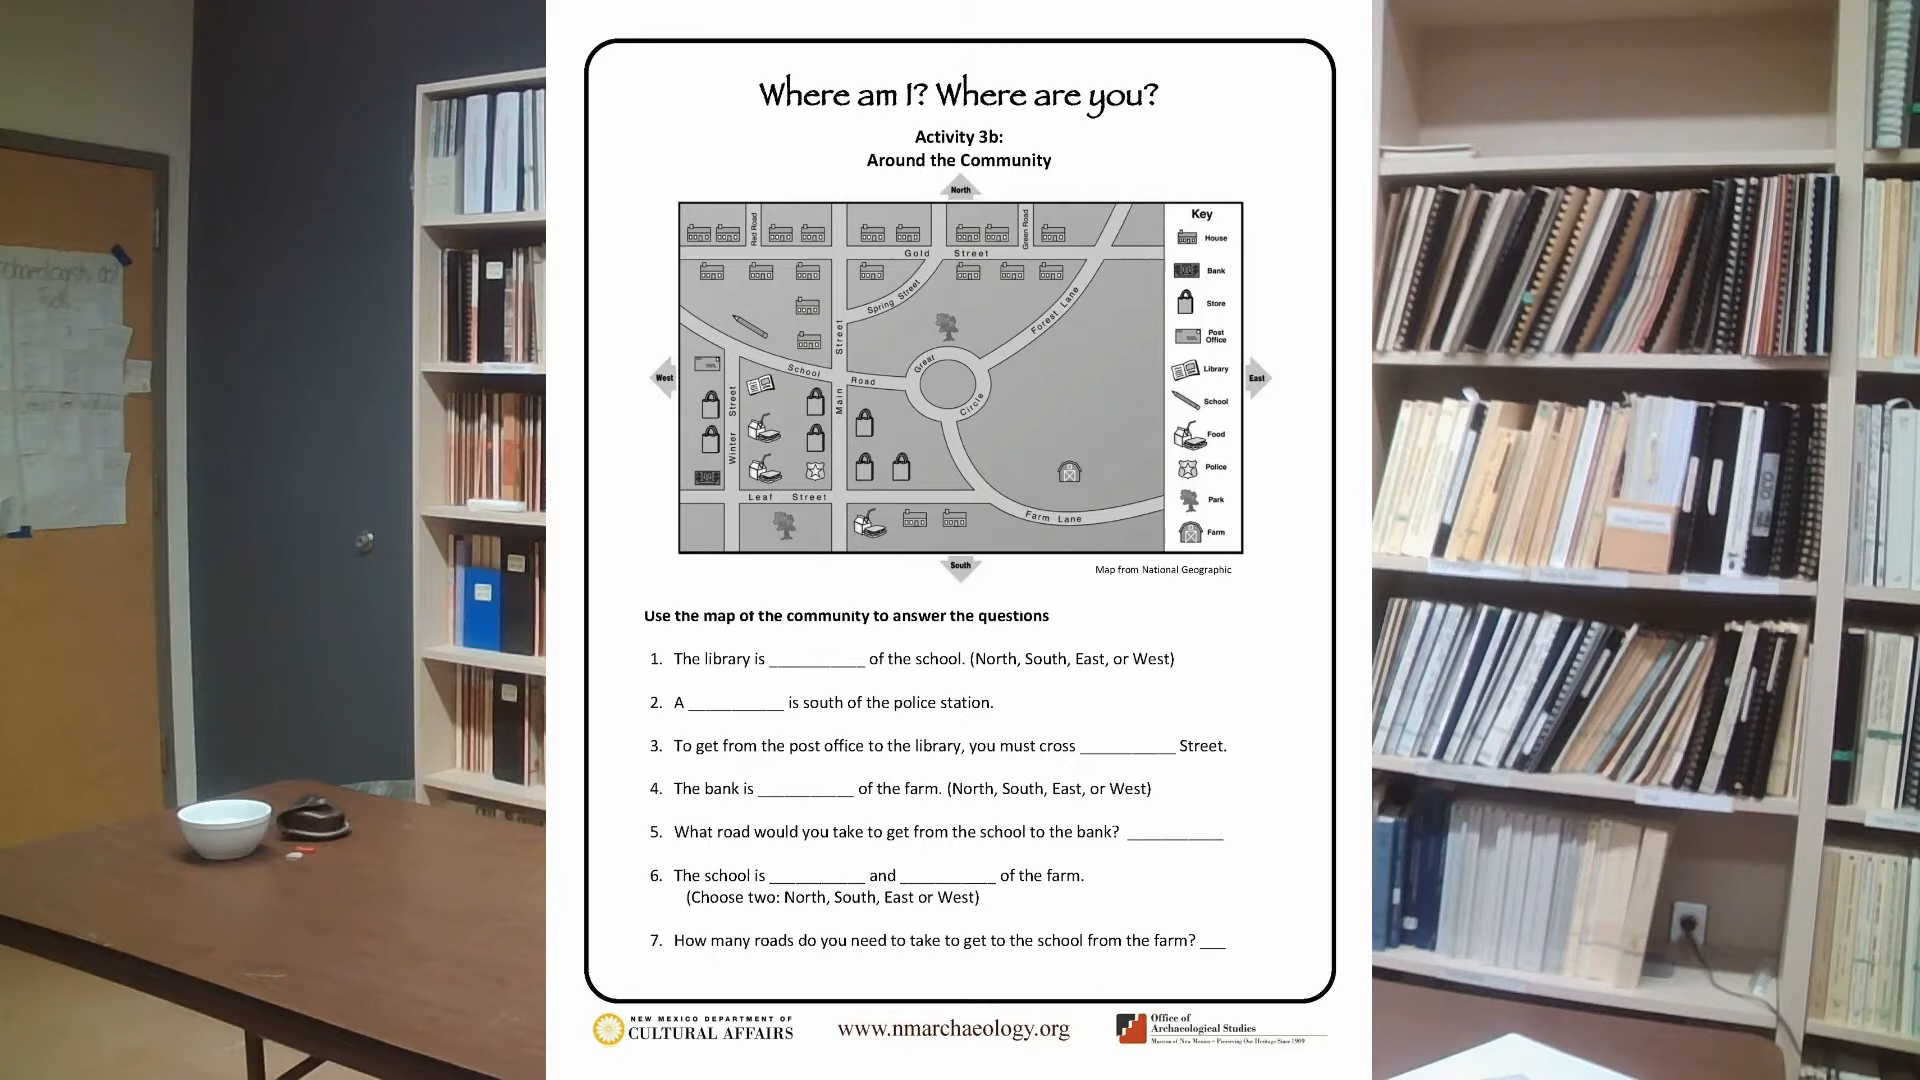 Where am I? Where are you?
Activity 3b:
Around the Community
North
Key
Red Road
Green Road
House
Gold Street
Bank
Spring Street
Forest Lane
Store
Main Street
Post
Office
West
School Road
Great Circle
Library
East
Winter Street
School
Food
Police
Leaf Street
Park
Farm Lane
Farm
South
Map from National Geographic
Use the map of the community to answer the questions
1. The library is ___________ of the school. (North, South, East, or West)
2. A ___________ is south of the police station.
3. To get from the post office to the library, you must cross ___________ Street.
4. The bank is ___________ of the farm. (North, South, East, or West)
5. What road would you take to get from the school to the bank? ___________
6. The school is ___________ and ___________ of the farm.
(Choose two: North, South, East or West)
7. How many roads do you need to take to get to the school from the farm? ___
NEW MEXICO DEPARTMENT OF
CULTURAL AFFAIRS
www.nmarchaeology.org
Office of
Archaeological Studies
Museum of New Mexico ~ Preserving Our Heritage Since 1909